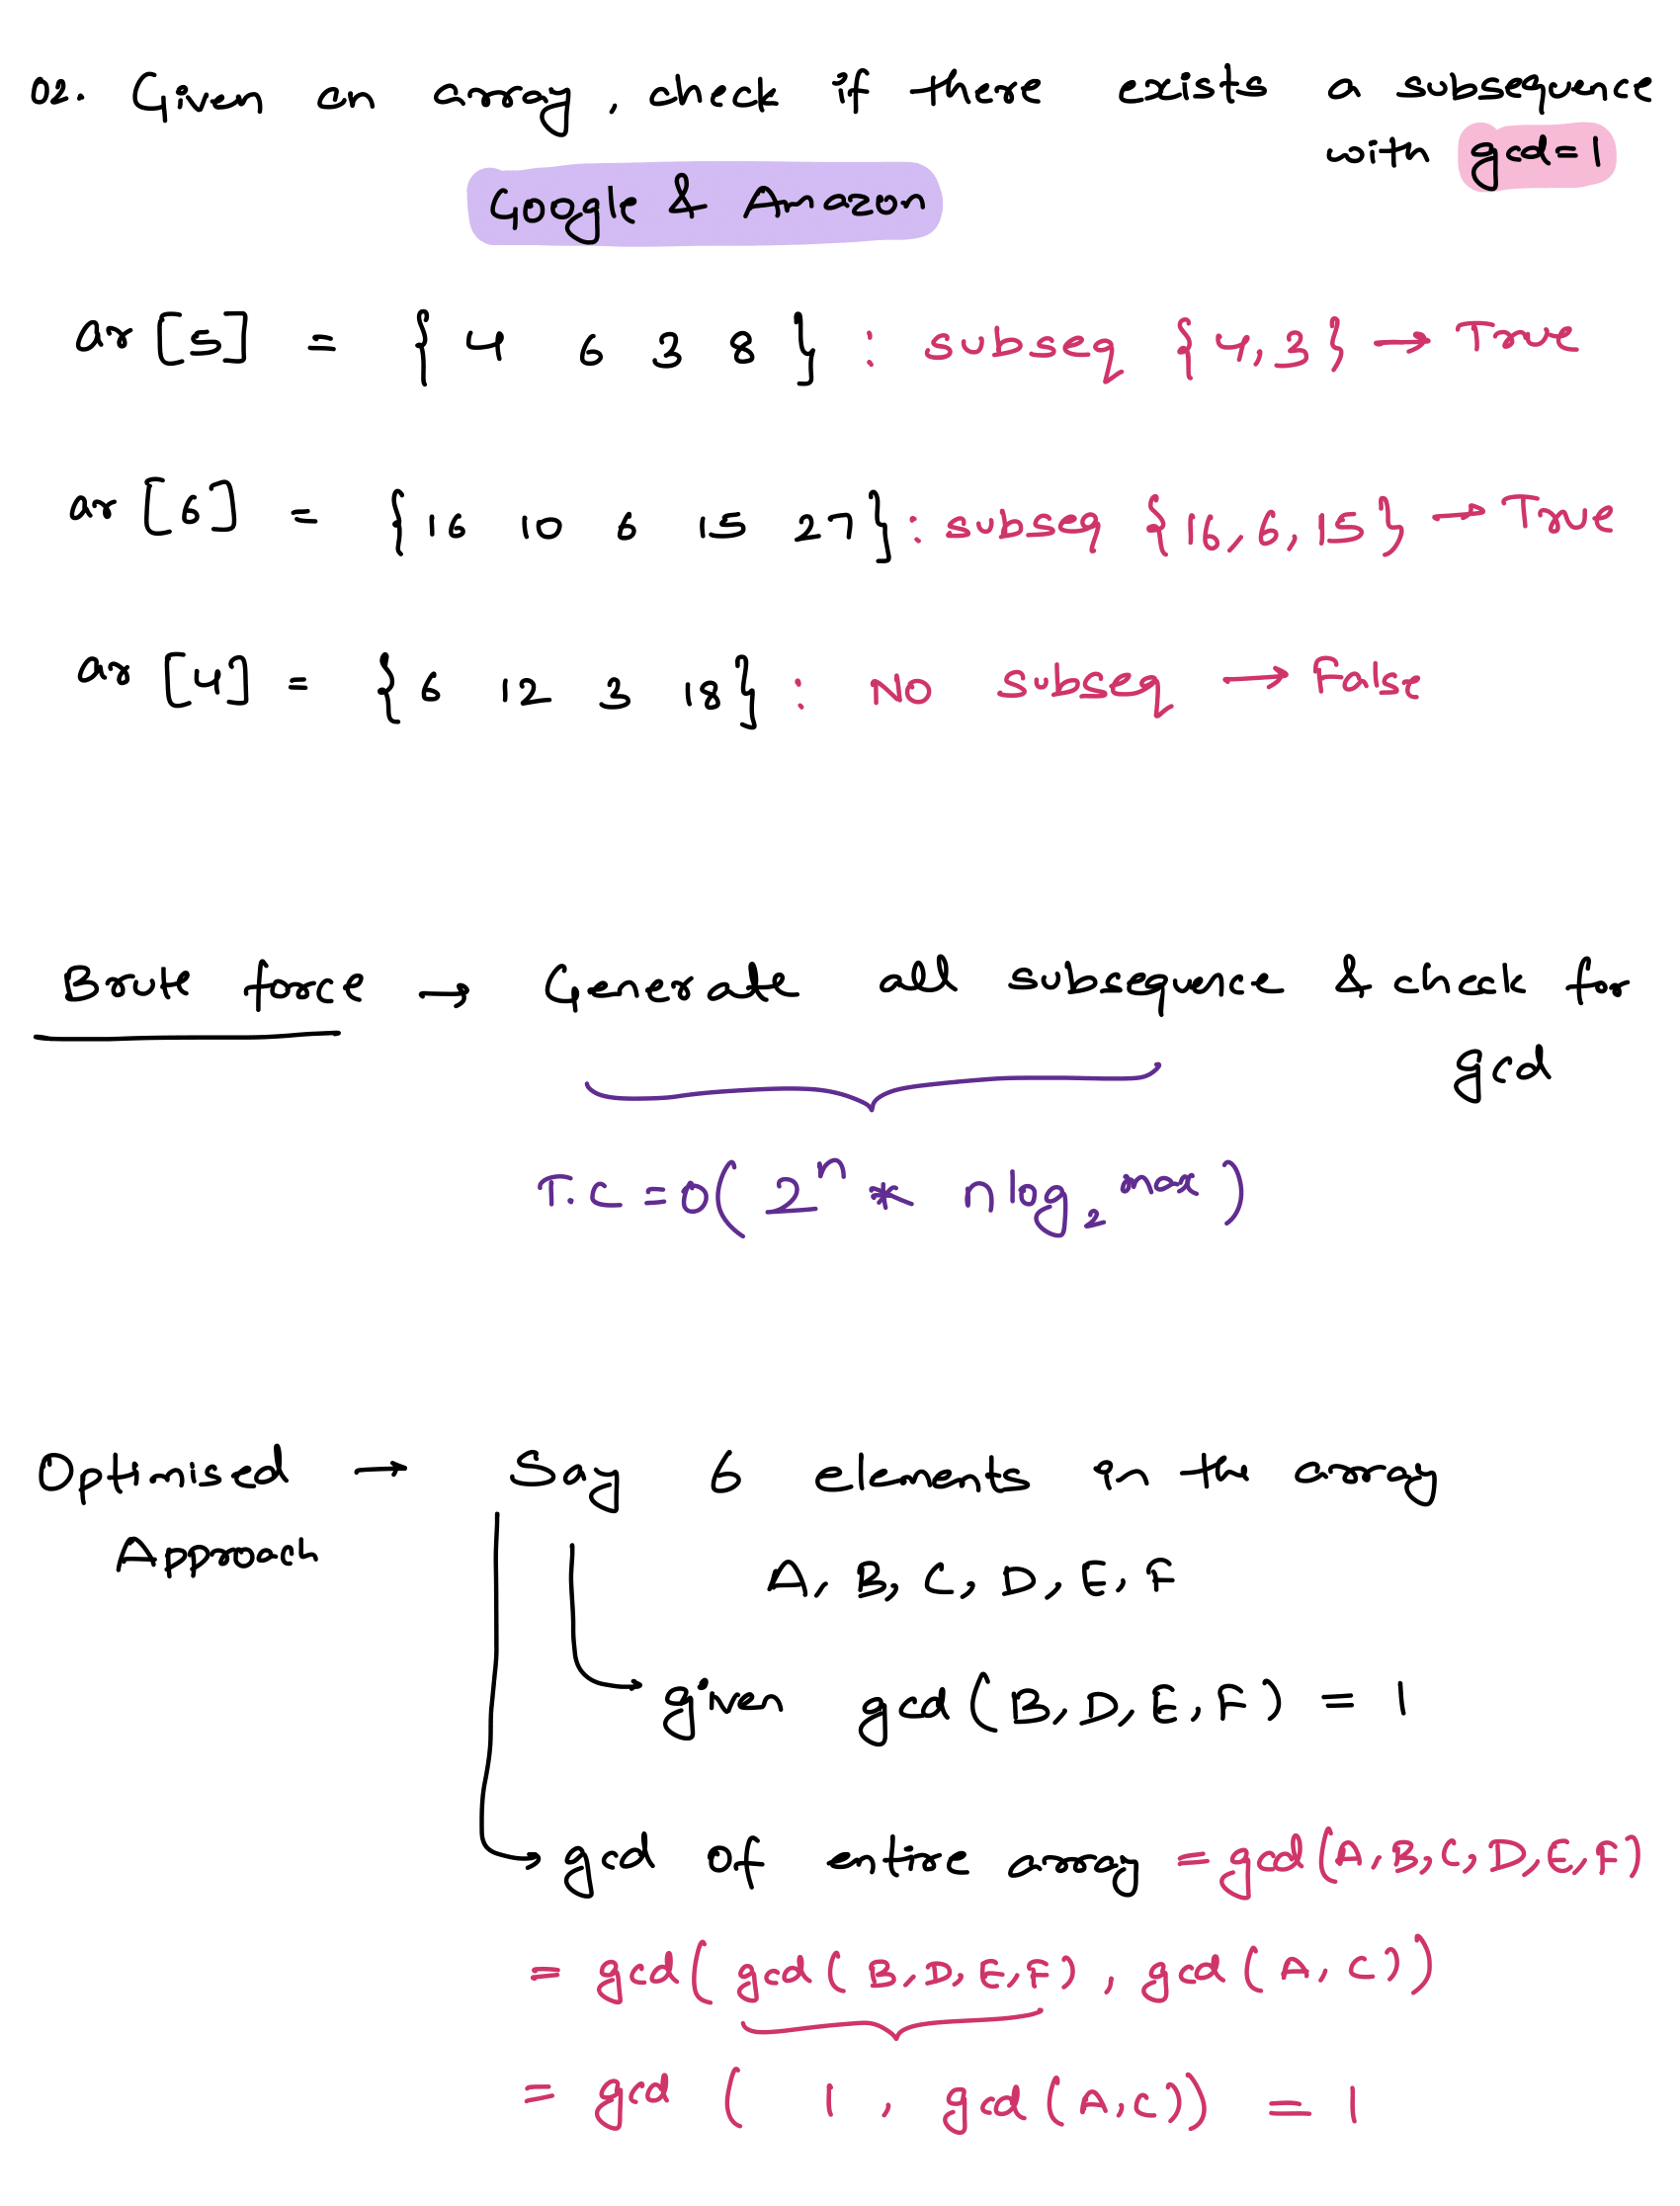 02. Given an array, check if there exists a subsequence
with gcd=1
Google & Amazon
ar[5] = { 4 6 3 8 } : subseq {4,3} → True
ar[6] = {16 10 6 15 27} : subseq {16,6,15} → True
ar[4] = {6 12 3 18} : NO subseq → False
Brute force → Generate all subsequence & check for
gcd
T.C = O(2ⁿ * nlog₂ max)
Optimised → Say 6 elements in the array
Approach
A, B, C, D, E, F
given gcd(B,D,E,F) = 1
gcd of entire array = gcd(A,B,C,D,E,F)
= gcd(gcd(B,D,E,F), gcd(A,C))
= gcd ( 1, gcd(A,C)) = 1